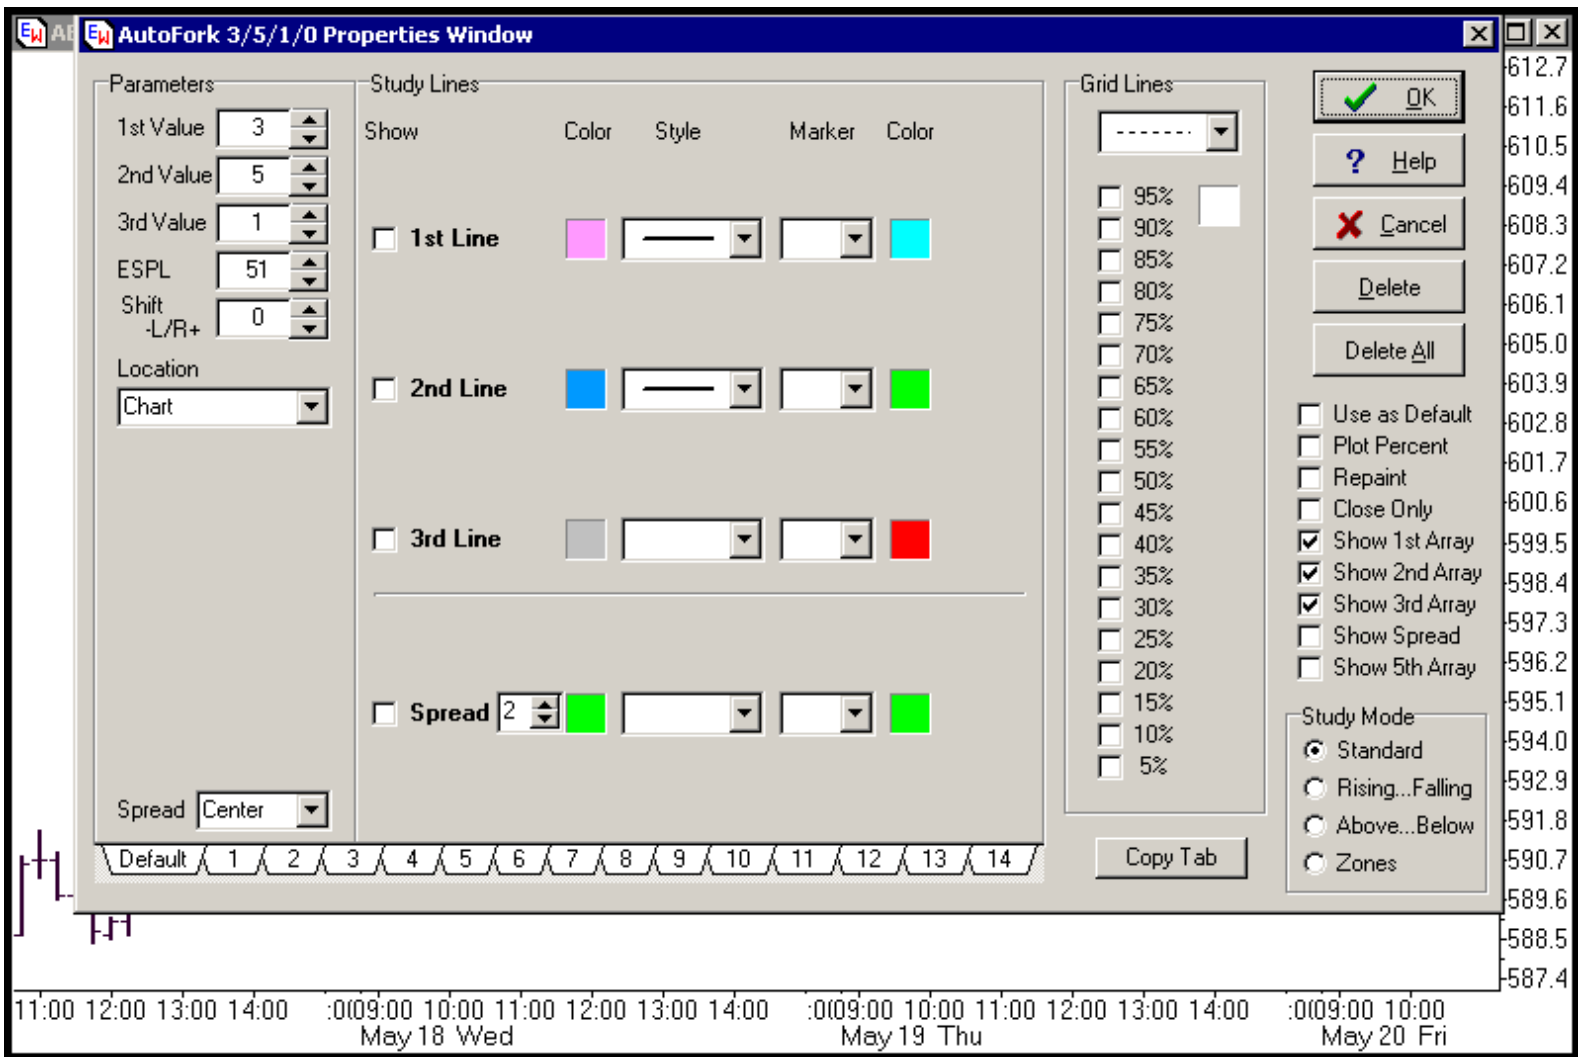 AutoFork 3/5/1/0 Properties Window
Parameters
1st Value 3
2nd Value 5
3rd Value 1
ESPL 51
Shift
-L/R+ 0
Location
Chart
Spread Center
Study Lines
Show Color Style Marker Color
1st Line
2nd Line
3rd Line
Spread 2
Default 1 2 3 4 5 6 7 8 9 10 11 12 13 14
Grid Lines
95%
90%
85%
80%
75%
70%
65%
60%
55%
50%
45%
40%
35%
30%
25%
20%
15%
10%
5%
Copy Tab
OK
? Help
Cancel
Delete
Delete All
Use as Default
Plot Percent
Repaint
Close Only
Show 1st Array
Show 2nd Array
Show 3rd Array
Show Spread
Show 5th Array
Study Mode
Standard
Rising...Falling
Above...Below
Zones
612.7
611.6
610.5
609.4
608.3
607.2
606.1
605.0
603.9
602.8
601.7
600.6
599.5
598.4
597.3
596.2
595.1
594.0
592.9
591.8
590.7
589.6
588.5
587.4
11:00 12:00 13:00 14:00 09:00 10:00 11:00 12:00 13:00 14:00 09:00 10:00 11:00 12:00 13:00 14:00 09:00 10:00
May 18 Wed May 19 Thu May 20 Fri